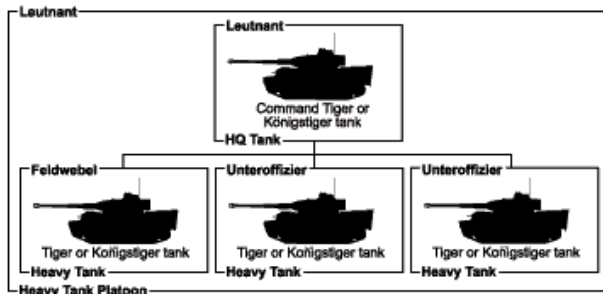 Leutnant
Leutnant
Command Tiger or
Königstiger tank
HQ Tank
Feldwebel
Unteroffizier
Unteroffizier
Tiger or Königstiger tank
Tiger or Königstiger tank
Tiger or Königstiger tank
Heavy Tank
Heavy Tank
Heavy Tank
Heavy Tank Platoon